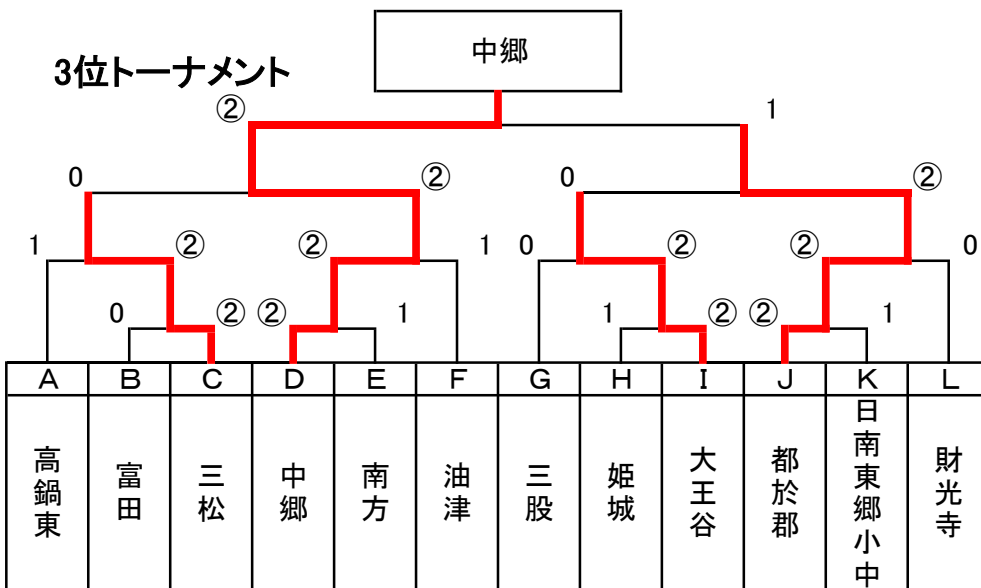 中郷
3位トーナメント
② 1
0 ② 0 ②
1 ② ② 1 0 ② ② 0
0 ② ② 1 1 ② ② 1
A B C D E F G H I J K L
高鍋東
富田
三松
中郷
南方
油津
三股
姫城
大王谷
都於郡
日南東郷小中
財光寺